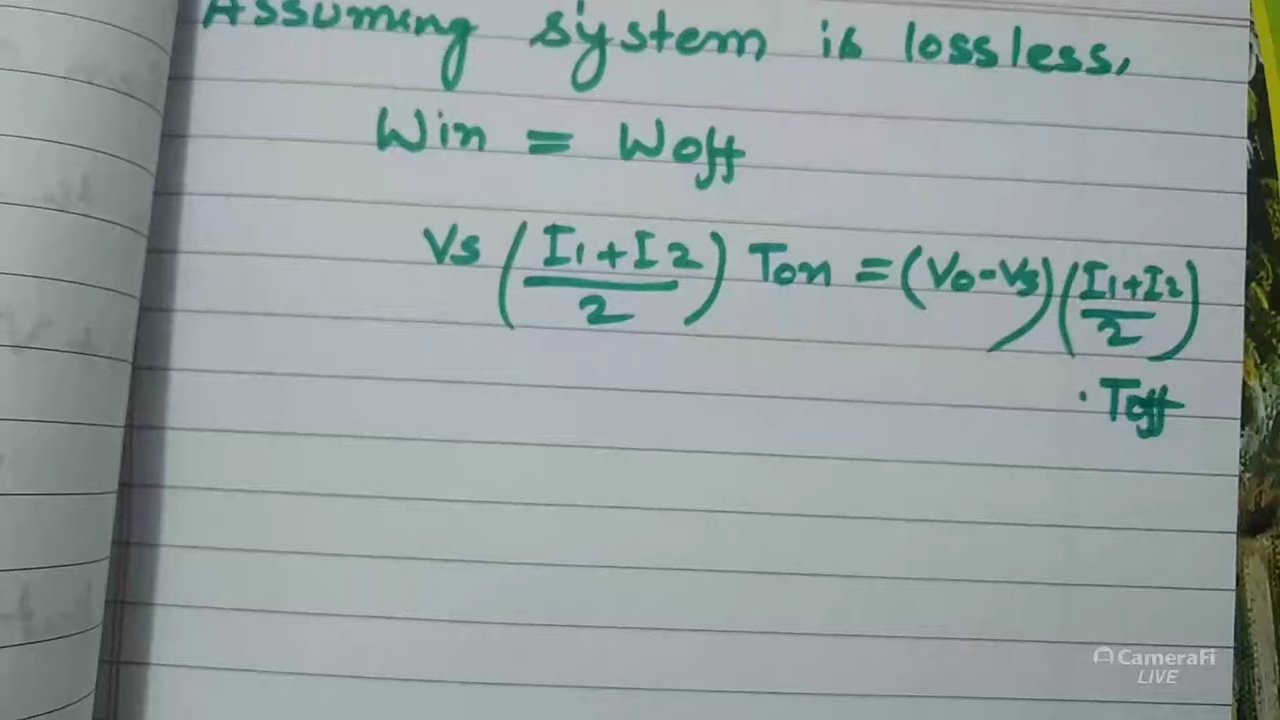 Assuming system is lossless,
Win = Woff
Vs (I1+I2/2) Ton = (Vo-Vs)(I1+I2/2)
. Toff
CameraFi
LIVE